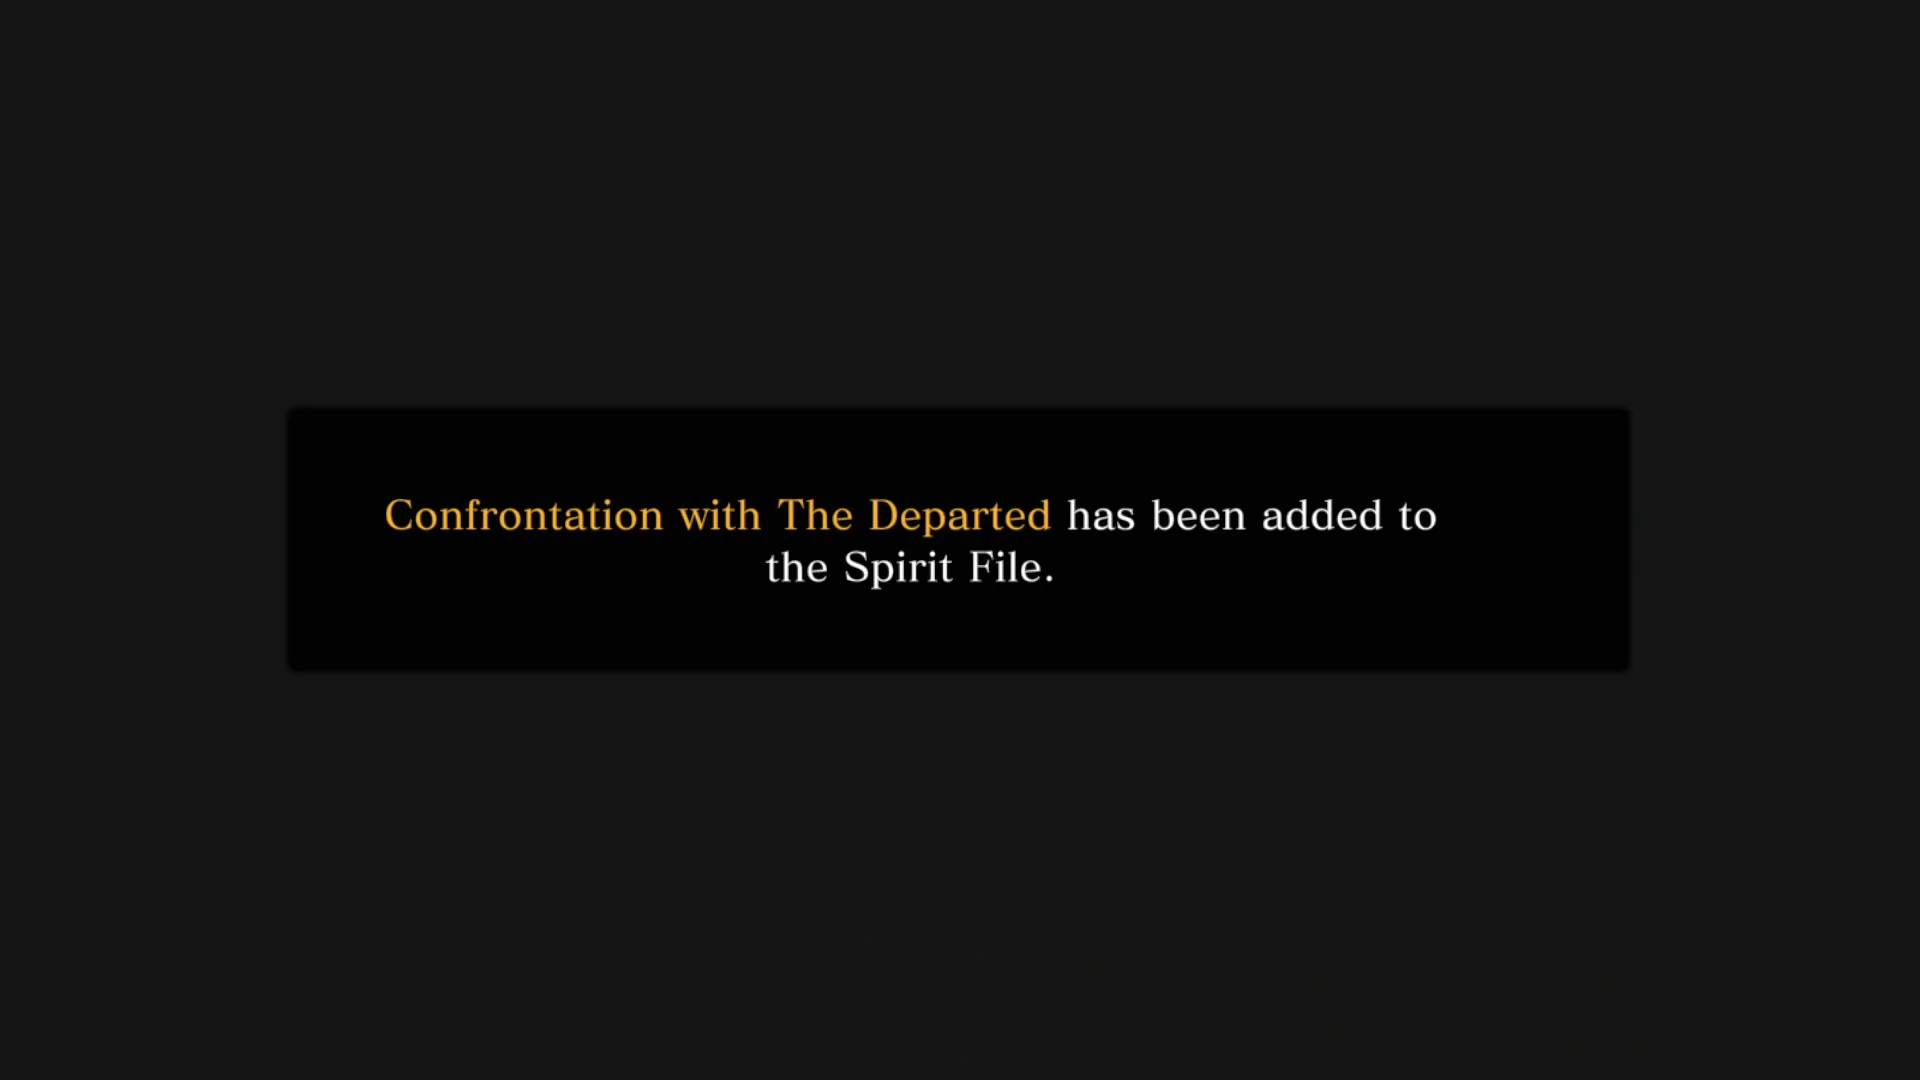 Confrontation with The Departed has been added to
the Spirit File.